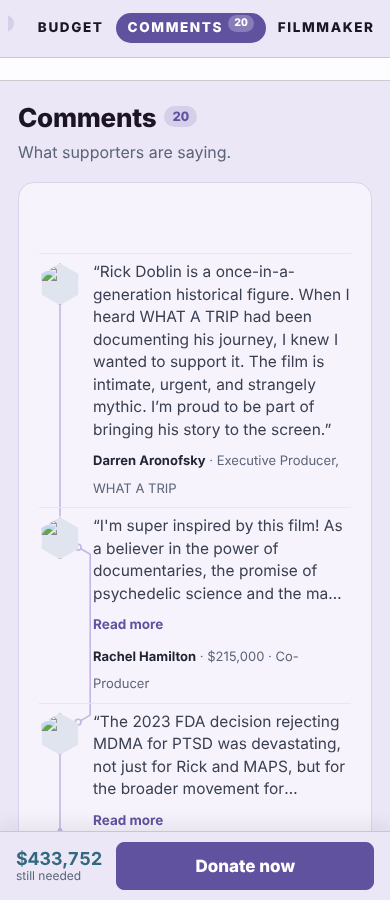 BUDGET COMMENTS 20 FILMMAKER
Comments 20
What supporters are saying.
“Rick Doblin is a once-in-a-
generation historical figure. When I
heard WHAT A TRIP had been
documenting his journey, I knew I
wanted to support it. The film is
intimate, urgent, and strangely
mythic. I’m proud to be part of
bringing his story to the screen.”
Darren Aronofsky · Executive Producer,
WHAT A TRIP
“I'm super inspired by this film! As
a believer in the power of
documentaries, the promise of
psychedelic science and the ma...
Read more
Rachel Hamilton · $215,000 · Co-
Producer
“The 2023 FDA decision rejecting
MDMA for PTSD was devastating,
not just for Rick and MAPS, but for
the broader movement for...
Read more
$433,752
still needed
Donate now